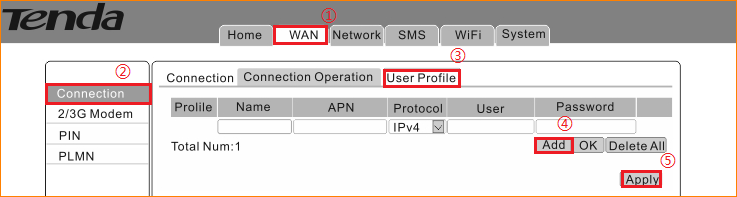 Tenda
①
Home WAN Network SMS WiFi System
② ③
Connection Connection Connection Operation User Profile
2/3G Modem
PIN
PLMN
Prolile Name APN Protocol User Password
IPv4 ④
Total Num:1 Add OK Delete All
⑤
Apply